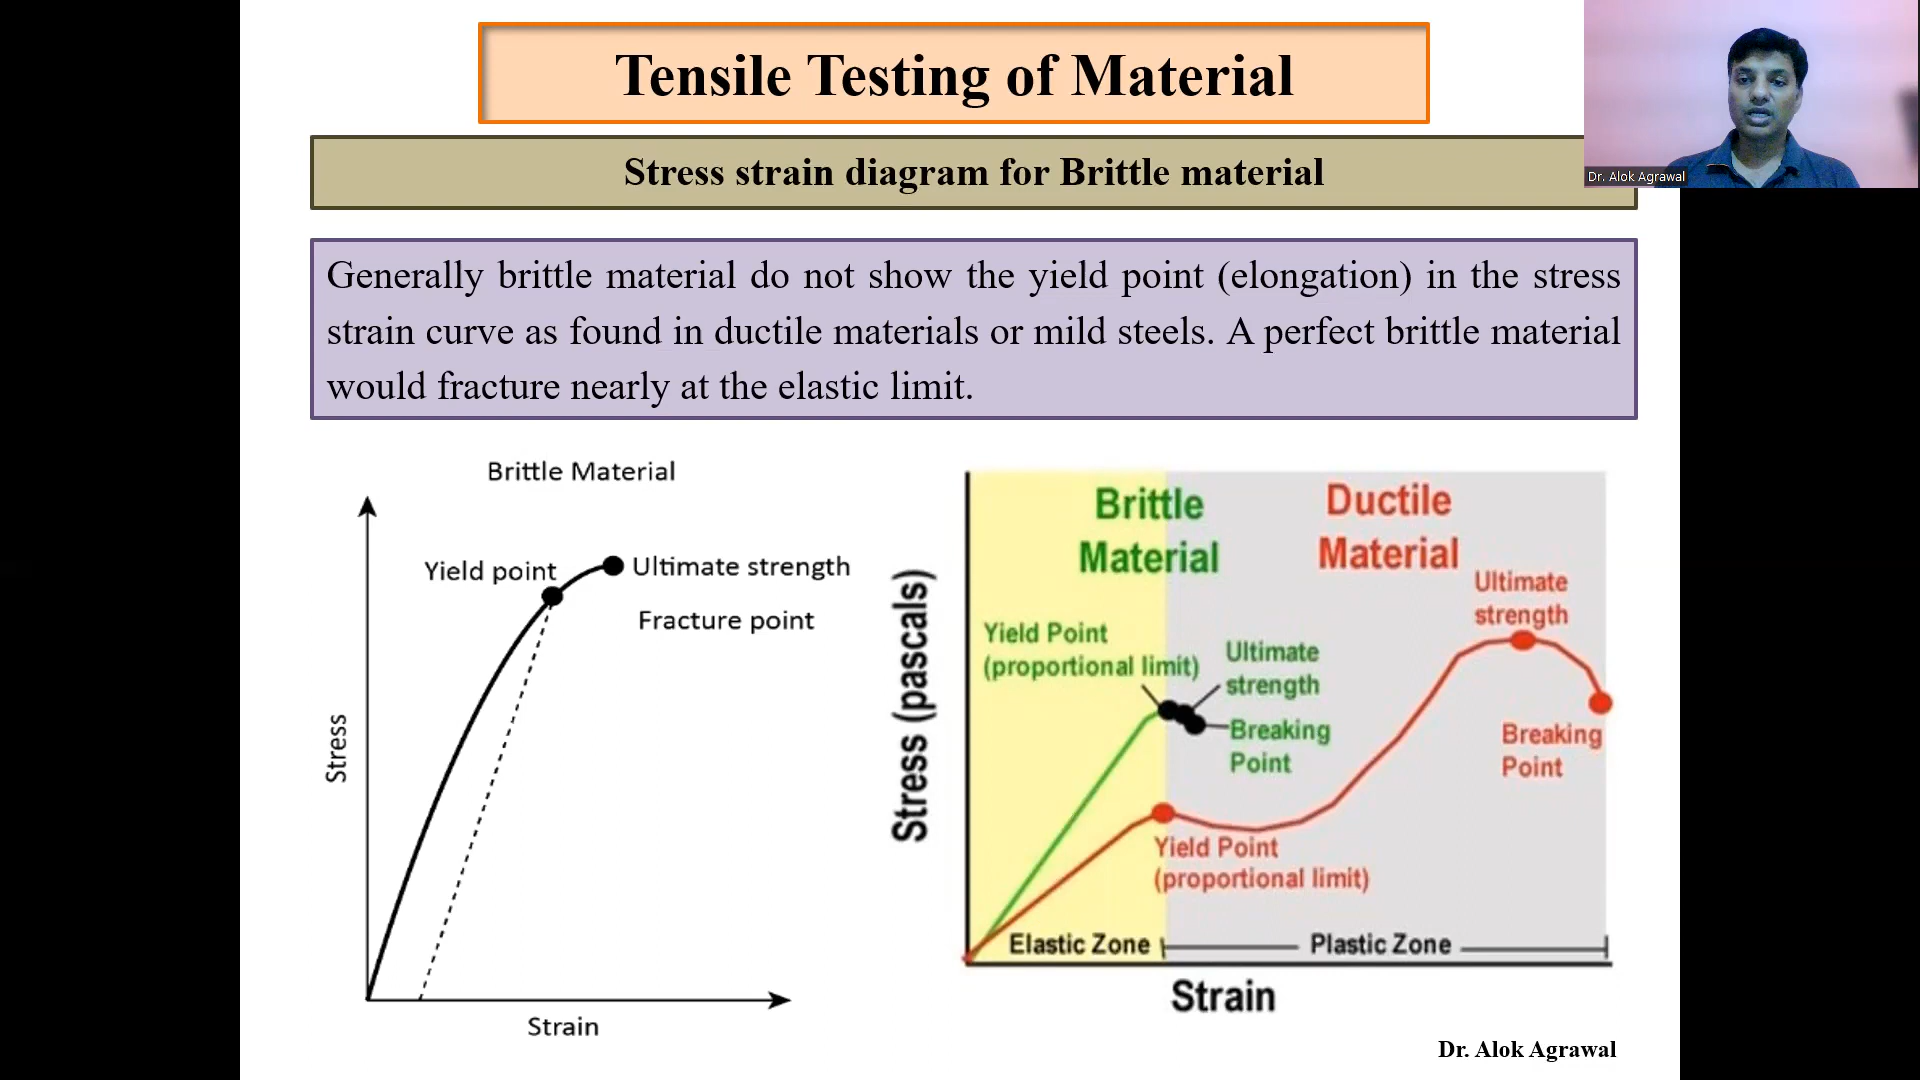 Tensile Testing of Material
Stress strain diagram for Brittle material
Dr. Alok Agrawal
Generally brittle material do not show the yield point (elongation) in the stress
strain curve as found in ductile materials or mild steels. A perfect brittle material
would fracture nearly at the elastic limit.
Brittle Material
Yield point
Ultimate strength
Fracture point
Stress
Strain
Brittle
Material
Ductile
Material
Ultimate
strength
Yield Point
(proportional limit)
Ultimate
strength
Breaking
Point
Breaking
Point
Yield Point
(proportional limit)
Stress (pascals)
Elastic Zone
Plastic Zone
Strain
Dr. Alok Agrawal